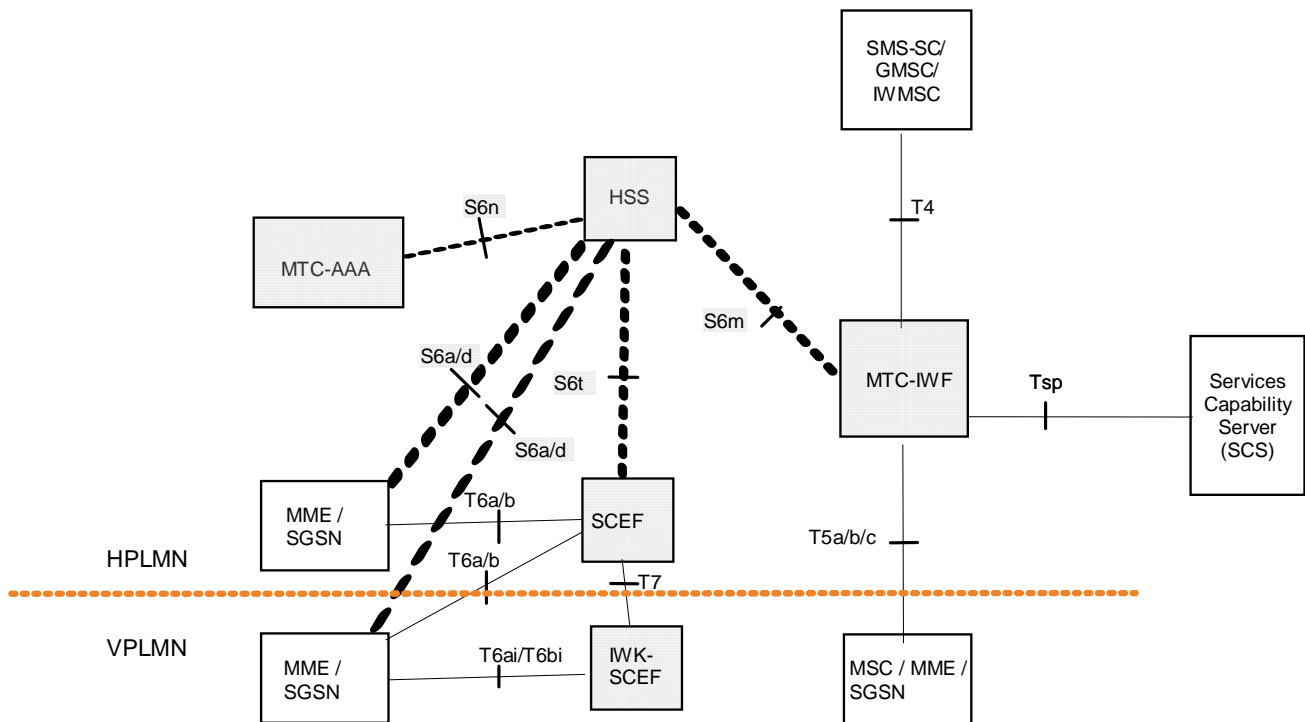 SMS-SC/
GMSC/
IWMSC
HSS
S6n
T4
MTC-AAA
S6m
S6a/d
S6t
MTC-IWF
Tsp
Services
Capability
Server
(SCS)
S6a/d
MME /
SGSN
T6a/b
SCEF
T5a/b/c
HPLMN
T6a/b
T7
VPLMN
MME /
SGSN
T6ai/T6bi
IWK-
SCEF
MSC / MME /
SGSN